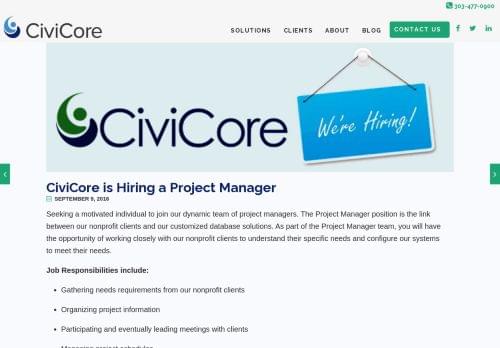 303-477-0900
CiviCore
SOLUTIONS CLIENTS ABOUT BLOG CONTACT US
CiviCore
We're Hiring!
CiviCore is Hiring a Project Manager
SEPTEMBER 9, 2016
Seeking a motivated individual to join our dynamic team of project managers. The Project Manager position is the link
between our nonprofit clients and our customized database solutions. As part of the Project Manager team, you will have
the opportunity of working closely with our nonprofit clients to understand their specific needs and configure our systems
to meet their needs.
Job Responsibilities include:
Gathering needs requirements from our nonprofit clients
Organizing project information
Participating and eventually leading meetings with clients
Managing project schedules